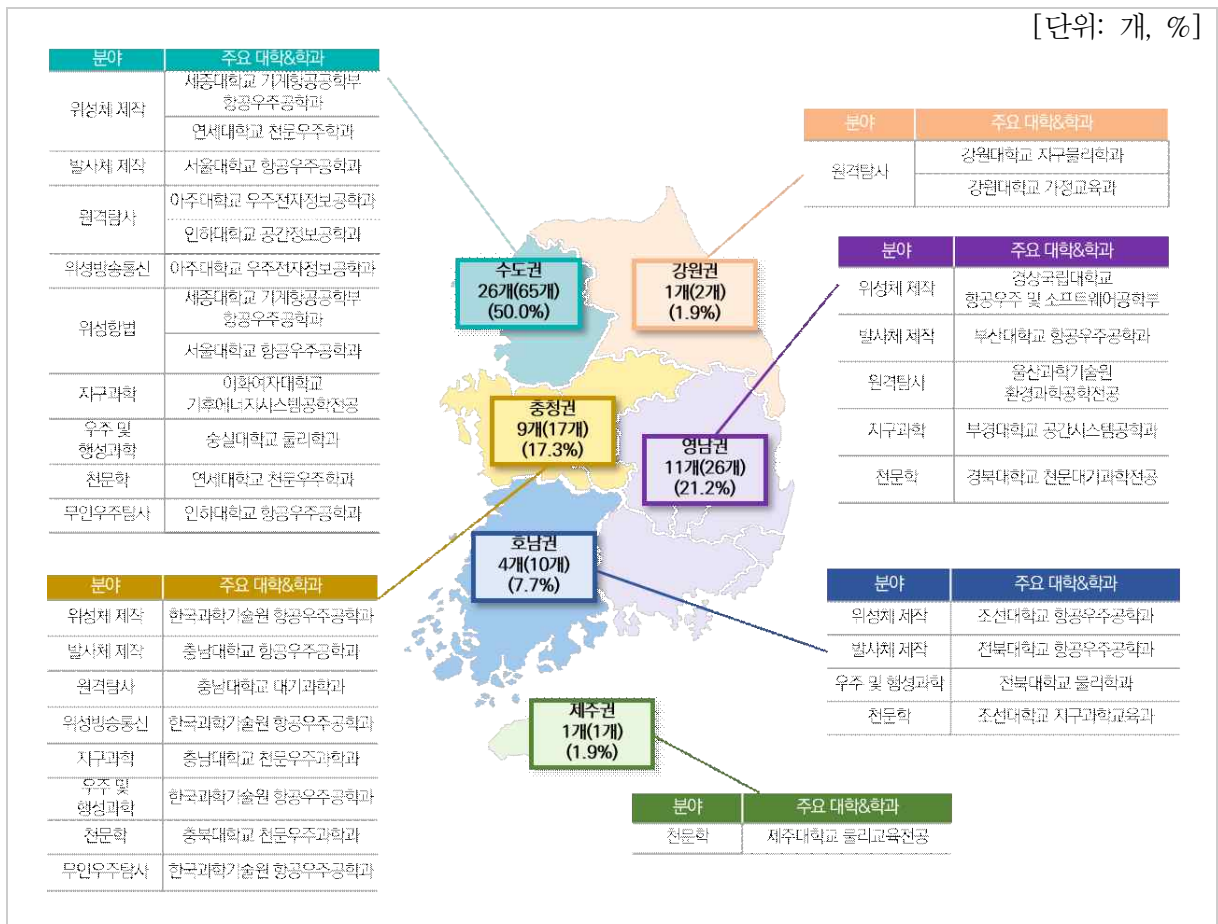 [단위: 개, %]
분야 주요 대학&학과
위성체 제작
세종대학교 기계항공공학부
항공우주공학과
연세대학교 천문우주학과
발사체 제작 서울대학교 항공우주공학과
원격탐사
아주대학교 우주전자정보공학과
인하대학교 공간정보공학과
위성방송통신 아주대학교 우주전자정보공학과
위성항법
세종대학교 기계항공공학부
항공우주공학과
서울대학교 항공우주공학과
지구과학
이화여자대학교
기후에너지시스템공학전공
우주 및
행성과학
숭실대학교 물리학과
천문학 연세대학교 천문우주학과
무인우주탐사 인하대학교 항공우주공학과
분야 주요 대학&학과
원격탐사
강원대학교 지구물리학과
강원대학교 가정교육과
수도권
26개(65개)
(50.0%)
강원권
1개(2개)
(1.9%)
충청권
9개(17개)
(17.3%)
영남권
11개(26개)
(21.2%)
호남권
4개(10개)
(7.7%)
제주권
1개(1개)
(1.9%)
분야 주요 대학&학과
위성체 제작
경상국립대학교
항공우주 및 소프트웨어공학부
발사체 제작 부산대학교 항공우주공학과
원격탐사
울산과학기술원
환경과학공학전공
지구과학 부경대학교 공간시스템공학과
천문학 경북대학교 천문대기과학전공
분야 주요 대학&학과
위성체 제작 한국과학기술원 항공우주공학과
발사체 제작 충남대학교 항공우주공학과
원격탐사 충남대학교 대기과학과
위성방송통신 한국과학기술원 항공우주공학과
지구과학 충남대학교 천문우주과학과
우주 및
행성과학
한국과학기술원 항공우주공학과
천문학 충북대학교 천문우주과학과
무인우주탐사 한국과학기술원 항공우주공학과
분야 주요 대학&학과
위성체 제작 조선대학교 항공우주공학과
발사체 제작 전북대학교 항공우주공학과
우주 및 행성과학 전북대학교 물리학과
천문학 조선대학교 지구과학교육과
분야 주요 대학&학과
천문학 제주대학교 물리교육전공